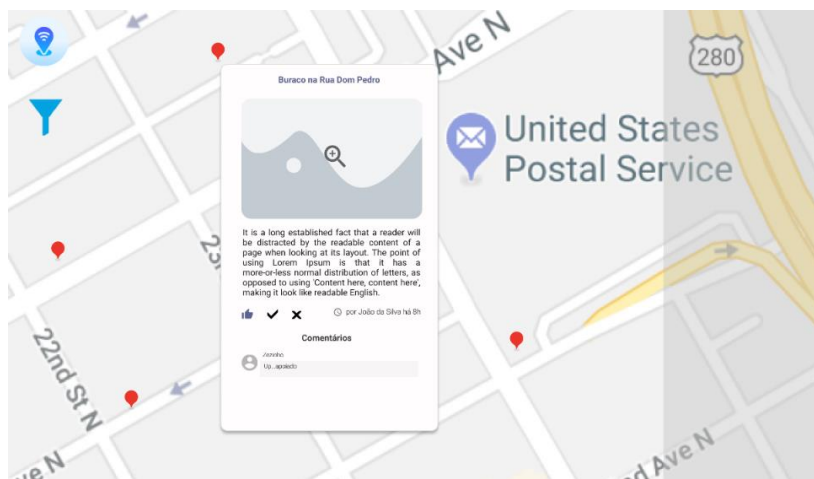 Ave N
280
Buraco na Rua Dom Pedro
United States
Postal Service
It is a long established fact that a reader will
be distracted by the readable content of a
page when looking at its layout. The point of
using Lorem Ipsum is that it has a
more-or-less normal distribution of letters, as
opposed to using 'Content here, content here',
making it look like readable English.
por João da Silva há 8h
Comentários
Up...apoiado
22nd St N
ve N
d Ave N